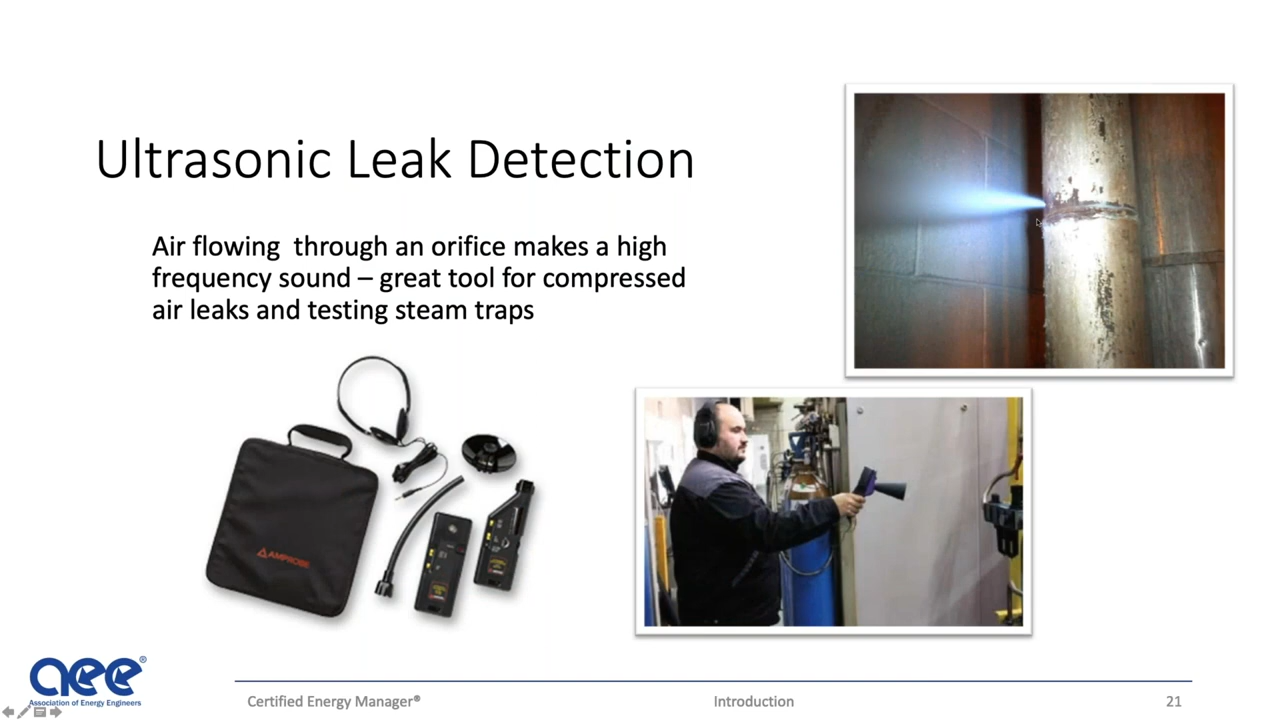 Ultrasonic Leak Detection
Air flowing  through an orifice makes a high
frequency sound – great tool for compressed
air leaks and testing steam traps
AMPROBE
aee®
Association of Energy Engineers
Certified Energy Manager®
Introduction
21